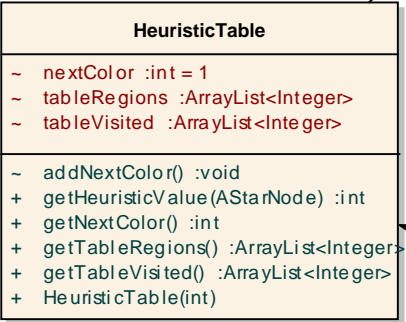 HeuristicTable
~ nextColor :int = 1
~ tableRegions :ArrayList<Integer>
~ tableVisited :ArrayList<Integer>
~ addNextColor() :void
+ getHeuristicValue(AStarNode) :int
+ getNextColor() :int
+ getTableRegions() :ArrayList<Integer>
+ getTableVisited() :ArrayList<Integer>
+ HeuristicTable(int)